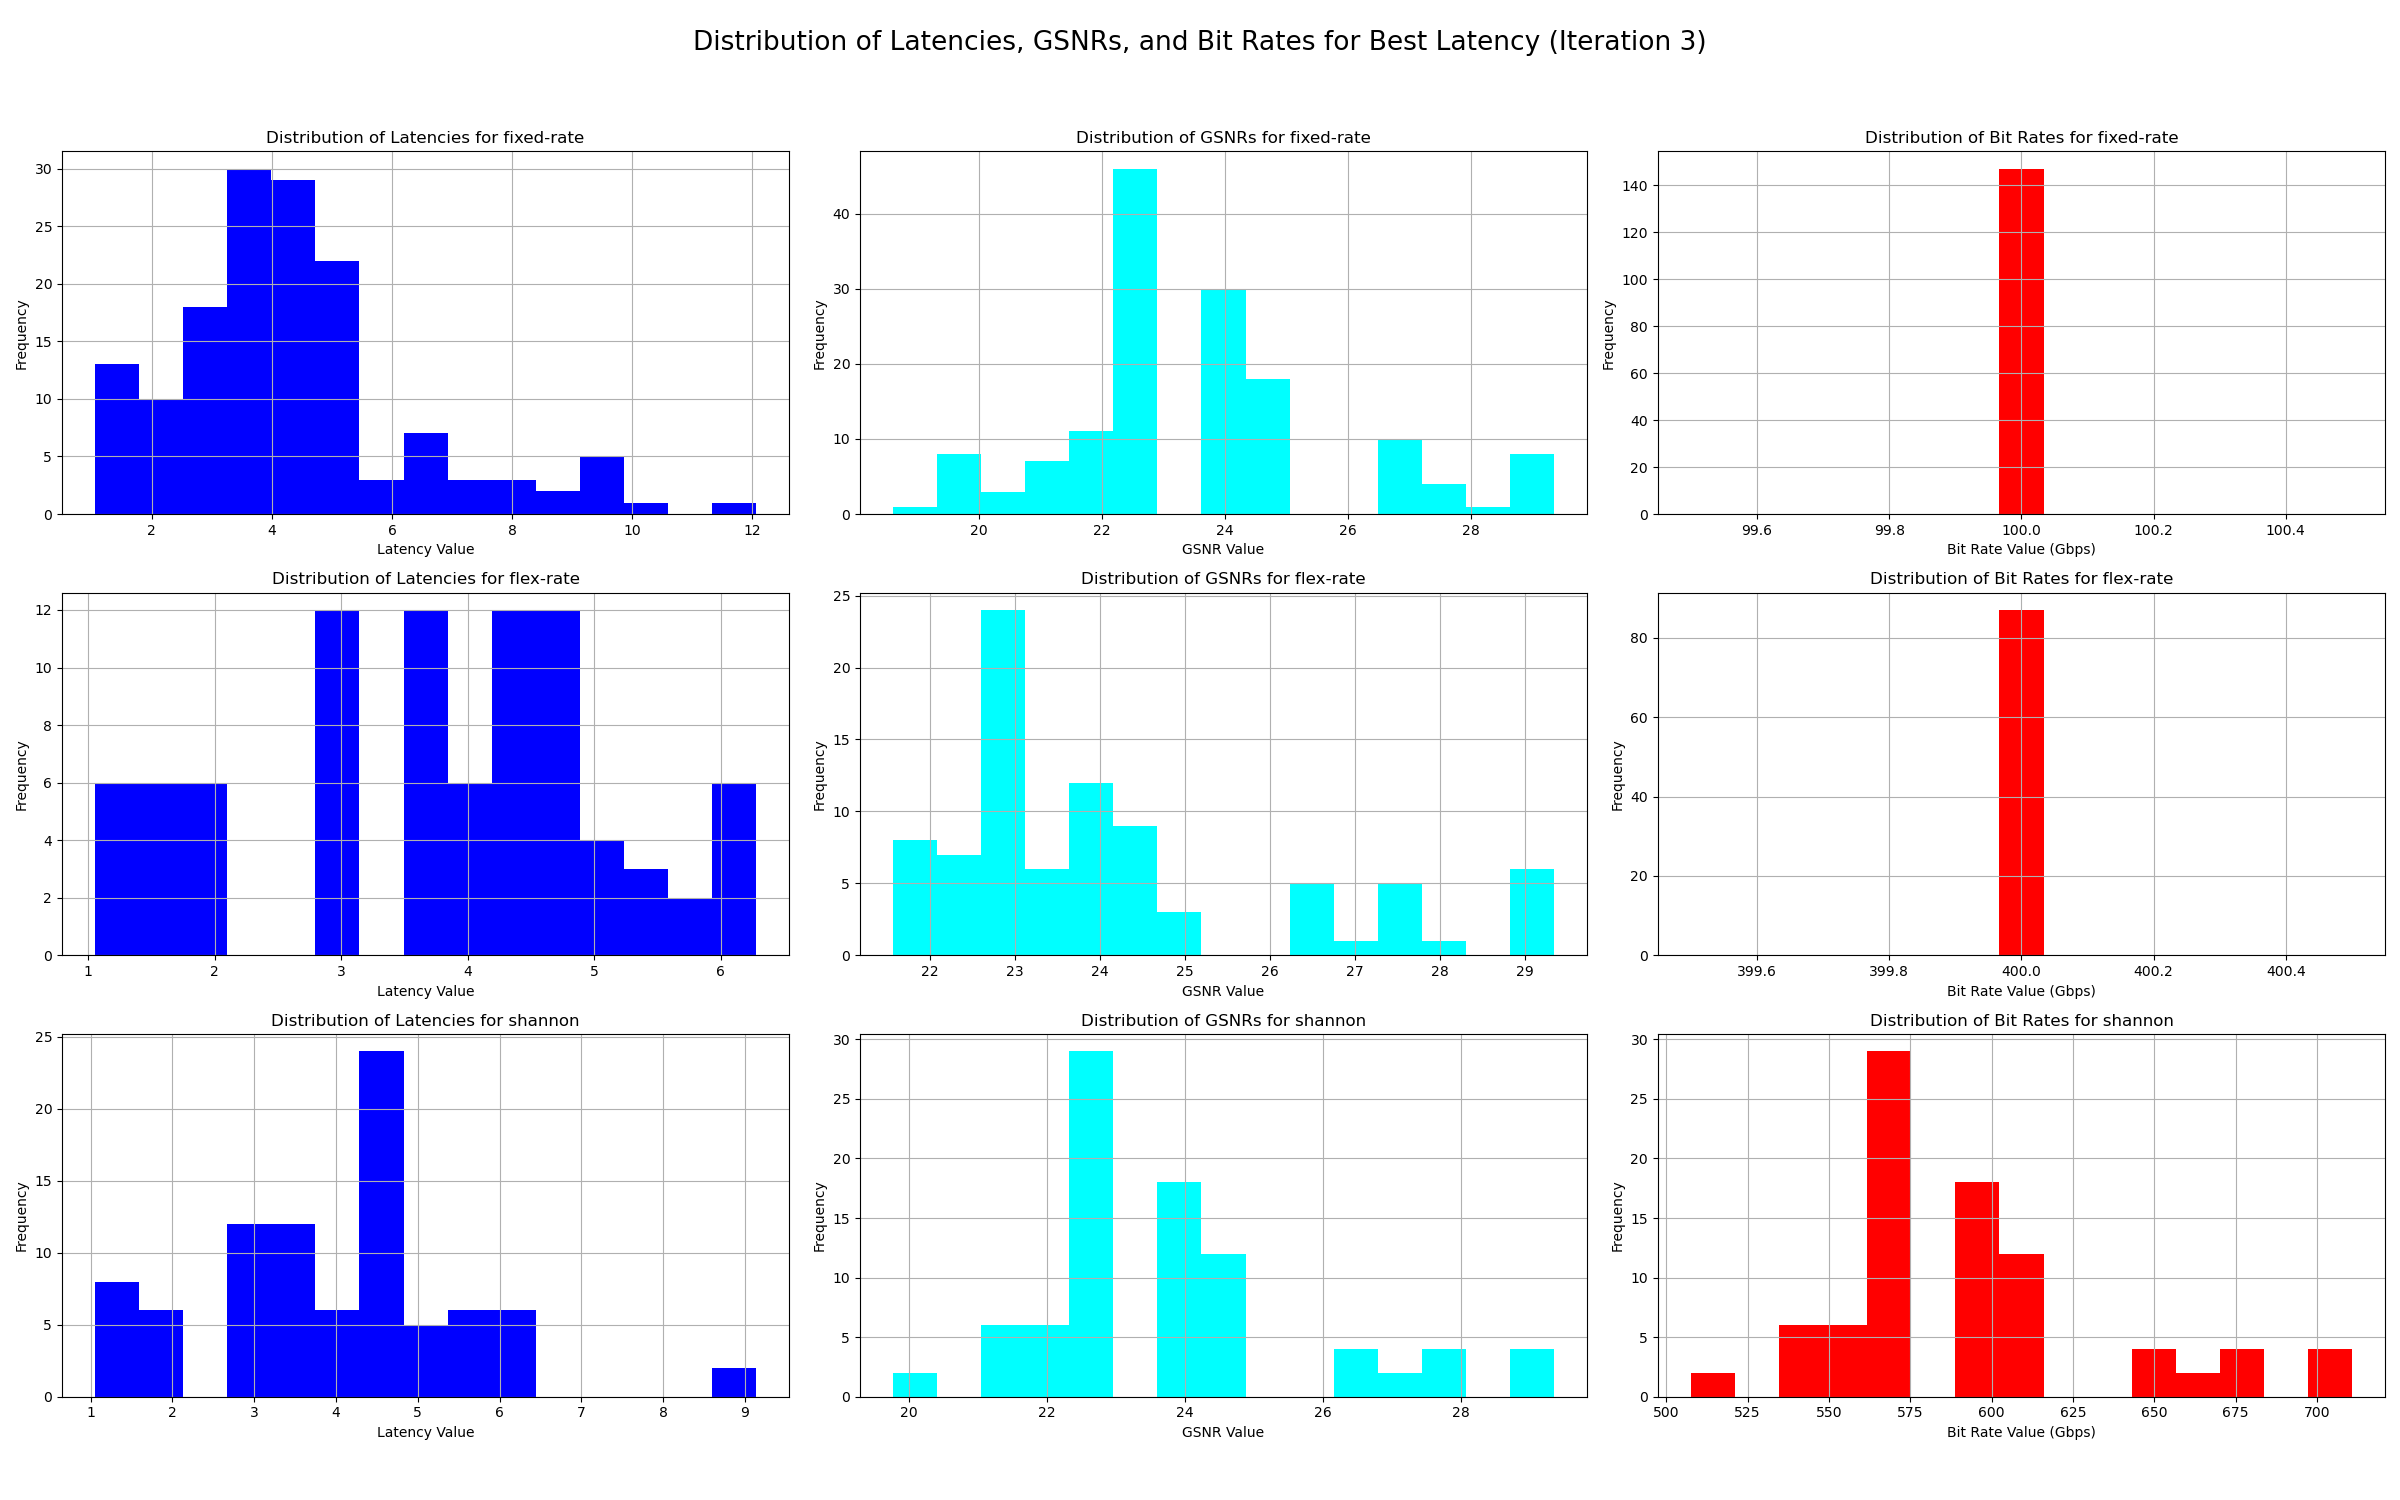 Distribution of Latencies, GSNRs, and Bit Rates for Best Latency (Iteration 3)
Distribution of Latencies for fixed-rate
30
25
20
15
10
5
0
Frequency
2 4 6 8 10 12
Latency Value
Distribution of GSNRs for fixed-rate
40
30
20
10
0
Frequency
20 22 24 26 28
GSNR Value
Distribution of Bit Rates for fixed-rate
140
120
100
80
60
40
20
0
Frequency
99.6 99.8 100.0 100.2 100.4
Bit Rate Value (Gbps)
Distribution of Latencies for flex-rate
12
10
8
6
4
2
0
Frequency
1 2 3 4 5 6
Latency Value
Distribution of GSNRs for flex-rate
25
20
15
10
5
0
Frequency
22 23 24 25 26 27 28 29
GSNR Value
Distribution of Bit Rates for flex-rate
80
60
40
20
0
Frequency
399.6 399.8 400.0 400.2 400.4
Bit Rate Value (Gbps)
Distribution of Latencies for shannon
25
20
15
10
5
0
Frequency
1 2 3 4 5 6 7 8 9
Latency Value
Distribution of GSNRs for shannon
30
25
20
15
10
5
0
Frequency
20 22 24 26 28
GSNR Value
Distribution of Bit Rates for shannon
30
25
20
15
10
5
0
Frequency
500 525 550 575 600 625 650 675 700
Bit Rate Value (Gbps)